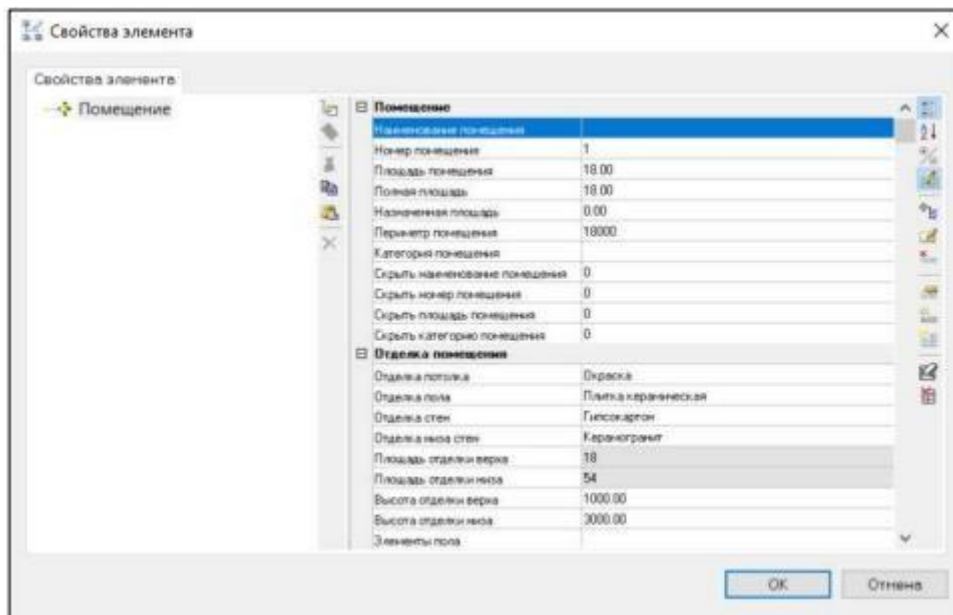 Свойства элемента
Свойства элемента
Помещение
Помещение
Наименование помещения
Номер помещения 1
Площадь помещения 18.00
Полная площадь 18.00
Назначенная площадь 0.00
Периметр помещения 18000
Категория помещения
Скрыть наименование помещения 0
Скрыть номер помещения 0
Скрыть площадь помещения 0
Скрыть категорию помещения 0
Отделка помещения
Отделка потолка Окраска
Отделка пола Плитка керамическая
Отделка стен Гипсокартон
Отделка низа стен Керамогранит
Площадь отделки верха 18
Площадь отделки низа 54
Высота отделки верха 1000.00
Высота отделки низа 3000.00
Элементы пола
OK Отмена